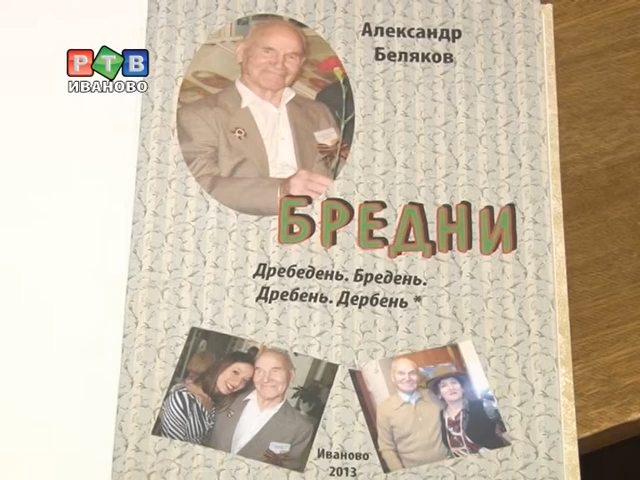 РТВ
ИВАНОВО
Александр
Беляков
БРЕДНИ
Дребедень. Бредень.
Дребень. Дербень *
Иваново
2013